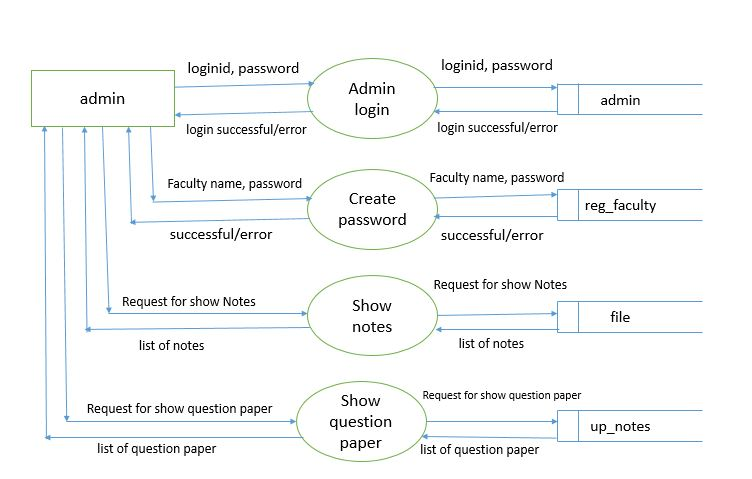 loginid, password
loginid, password
admin
Admin
login
admin
login successful/error
login successful/error
Faculty name, password
Faculty name, password
Create
password
reg_faculty
successful/error
successful/error
Request for show Notes
Request for show Notes
Show
notes
file
list of notes
list of notes
Request for show question paper
Request for show question paper
Show
question
paper
up_notes
list of question paper
list of question paper